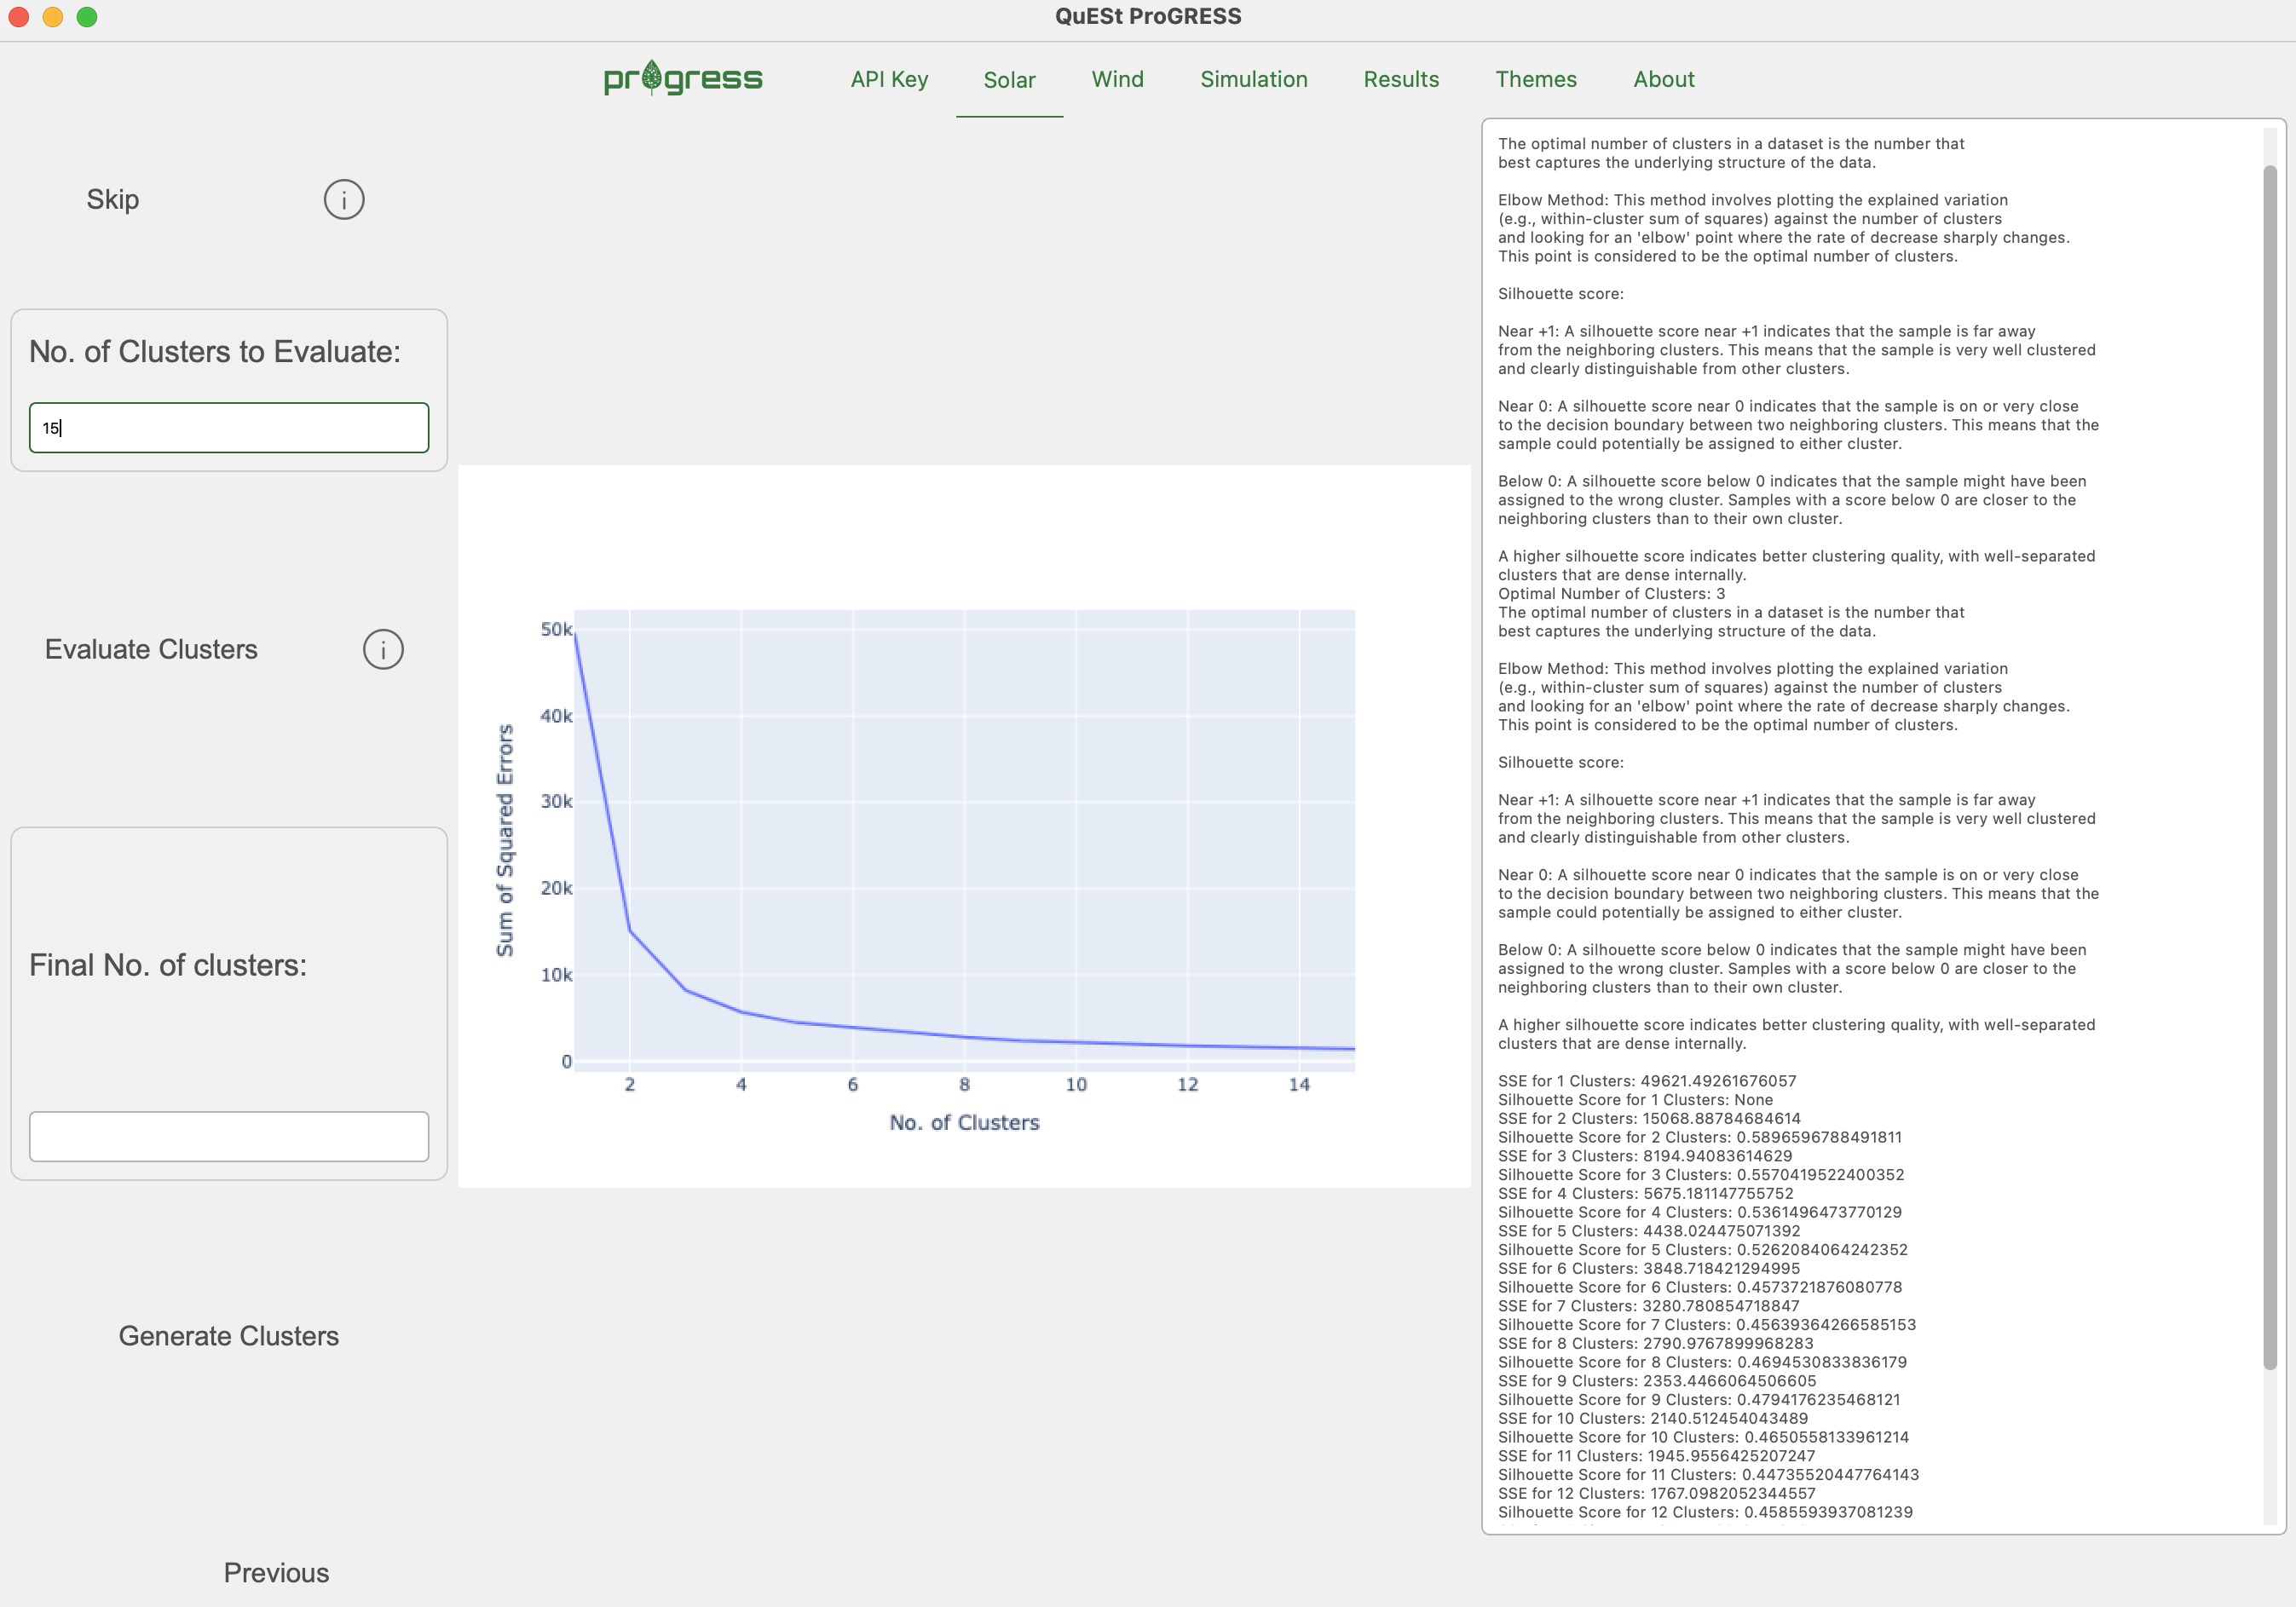 QuESt ProGRESS
progress
API Key
Solar
Wind
Simulation
Results
Themes
About
Skip
No. of Clusters to Evaluate:
15
Evaluate Clusters
Final No. of clusters:
Generate Clusters
Previous
50k
40k
30k
20k
10k
0
2
4
6
8
10
12
14
Sum of Squared Errors
No. of Clusters
The optimal number of clusters in a dataset is the number that
best captures the underlying structure of the data.
Elbow Method: This method involves plotting the explained variation
(e.g., within-cluster sum of squares) against the number of clusters
and looking for an 'elbow' point where the rate of decrease sharply changes.
This point is considered to be the optimal number of clusters.
Silhouette score:
Near +1: A silhouette score near +1 indicates that the sample is far away
from the neighboring clusters. This means that the sample is very well clustered
and clearly distinguishable from other clusters.
Near 0: A silhouette score near 0 indicates that the sample is on or very close
to the decision boundary between two neighboring clusters. This means that the
sample could potentially be assigned to either cluster.
Below 0: A silhouette score below 0 indicates that the sample might have been
assigned to the wrong cluster. Samples with a score below 0 are closer to the
neighboring clusters than to their own cluster.
A higher silhouette score indicates better clustering quality, with well-separated
clusters that are dense internally.
Optimal Number of Clusters: 3
The optimal number of clusters in a dataset is the number that
best captures the underlying structure of the data.
Elbow Method: This method involves plotting the explained variation
(e.g., within-cluster sum of squares) against the number of clusters
and looking for an 'elbow' point where the rate of decrease sharply changes.
This point is considered to be the optimal number of clusters.
Silhouette score:
Near +1: A silhouette score near +1 indicates that the sample is far away
from the neighboring clusters. This means that the sample is very well clustered
and clearly distinguishable from other clusters.
Near 0: A silhouette score near 0 indicates that the sample is on or very close
to the decision boundary between two neighboring clusters. This means that the
sample could potentially be assigned to either cluster.
Below 0: A silhouette score below 0 indicates that the sample might have been
assigned to the wrong cluster. Samples with a score below 0 are closer to the
neighboring clusters than to their own cluster.
A higher silhouette score indicates better clustering quality, with well-separated
clusters that are dense internally.
SSE for 1 Clusters: 49621.49261676057
Silhouette Score for 1 Clusters: None
SSE for 2 Clusters: 15068.88784684614
Silhouette Score for 2 Clusters: 0.5896596788491811
SSE for 3 Clusters: 8194.94083614629
Silhouette Score for 3 Clusters: 0.5570419522400352
SSE for 4 Clusters: 5675.181147755752
Silhouette Score for 4 Clusters: 0.5361496473770129
SSE for 5 Clusters: 4438.024475071392
Silhouette Score for 5 Clusters: 0.5262084064242352
SSE for 6 Clusters: 3848.718421294995
Silhouette Score for 6 Clusters: 0.4573721876080778
SSE for 7 Clusters: 3280.780854718847
Silhouette Score for 7 Clusters: 0.45639364266585153
SSE for 8 Clusters: 2790.9767899968283
Silhouette Score for 8 Clusters: 0.4694530833836179
SSE for 9 Clusters: 2353.4466064506605
Silhouette Score for 9 Clusters: 0.4794176235468121
SSE for 10 Clusters: 2140.512454043489
Silhouette Score for 10 Clusters: 0.4650558133961214
SSE for 11 Clusters: 1945.9556425207247
Silhouette Score for 11 Clusters: 0.44735520447764143
SSE for 12 Clusters: 1767.0982052344557
Silhouette Score for 12 Clusters: 0.4585593937081239